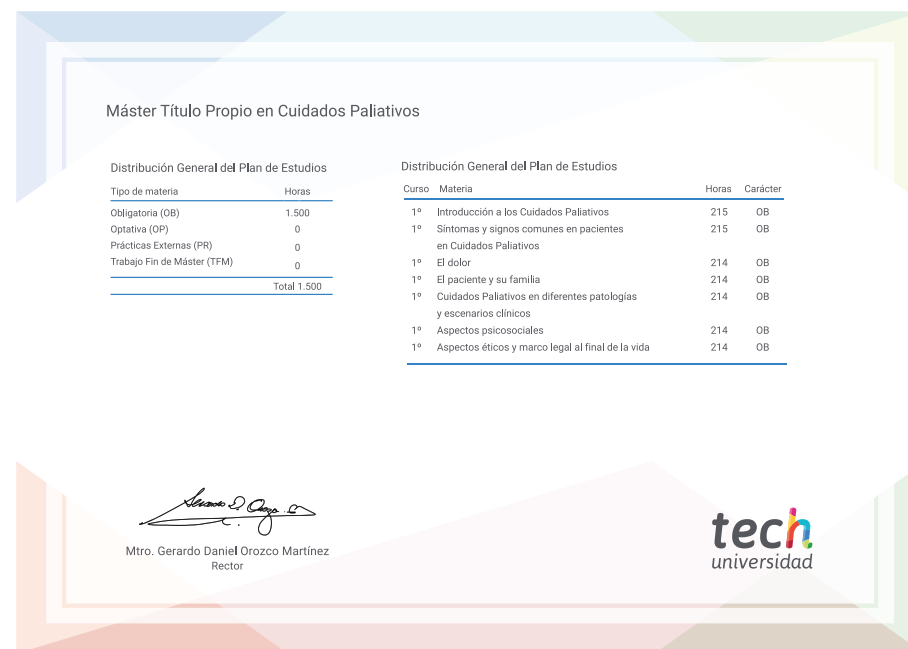 Máster Título Propio en Cuidados Paliativos
Distribución General del Plan de Estudios
Tipo de materia Horas
Obligatoria (OB) 1.500
Optativa (OP) 0
Prácticas Externas (PR) 0
Trabajo Fin de Máster (TFM) 0
Total 1.500
Distribución General del Plan de Estudios
Curso Materia Horas Carácter
1º Introducción a los Cuidados Paliativos 215 OB
1º Síntomas y signos comunes en pacientes 215 OB
en Cuidados Paliativos
1º El dolor 214 OB
1º El paciente y su familia 214 OB
1º Cuidados Paliativos en diferentes patologías 214 OB
y escenarios clínicos
1º Aspectos psicosociales 214 OB
1º Aspectos éticos y marco legal al final de la vida 214 OB
Mtro. Gerardo Daniel Orozco Martínez
Rector
tech
universidad